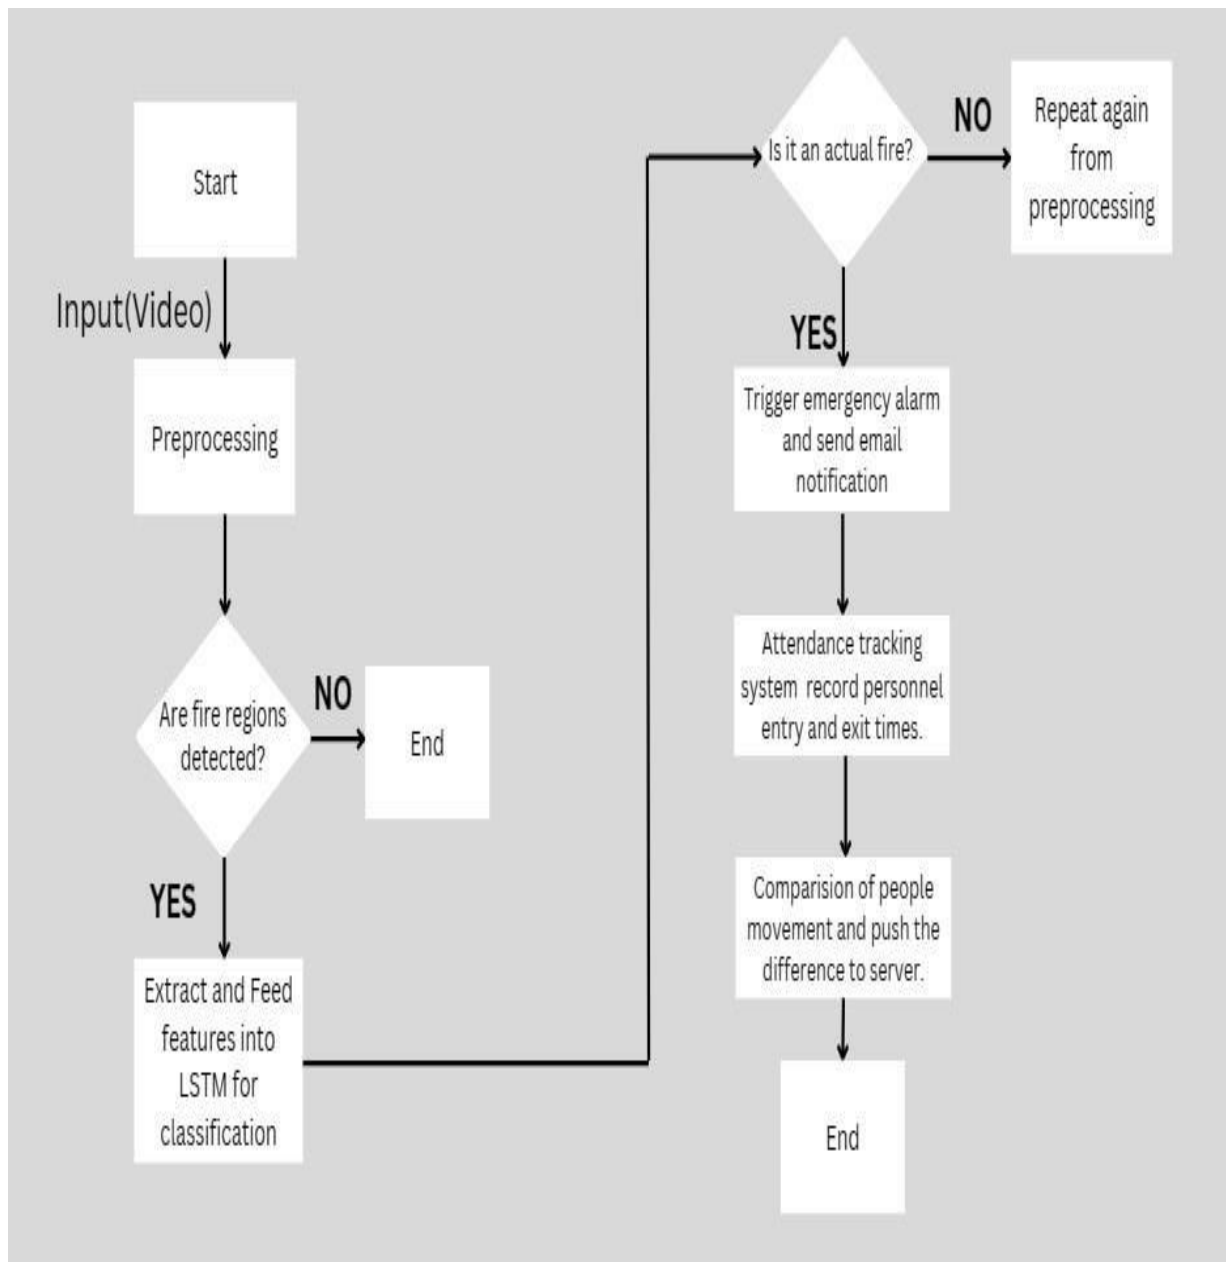 Start
Input(Video)
Preprocessing
Are fire regions
detected?
NO
End
YES
Extract and Feed
features into
LSTM for
classification
Is it an actual fire?
NO
Repeat again
from
preprocessing
YES
Trigger emergency alarm
and send email
notification
Attendance tracking
system record personnel
entry and exit times.
Comparision of people
movement and push the
difference to server.
End